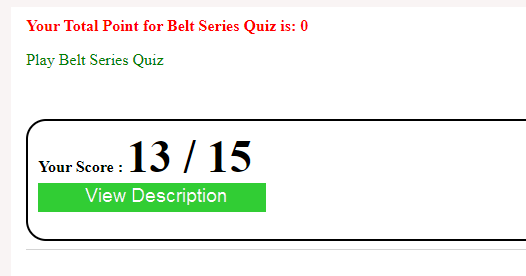 Your Total Point for Belt Series Quiz is: 0
Play Belt Series Quiz
Your Score : 13 / 15
View Description